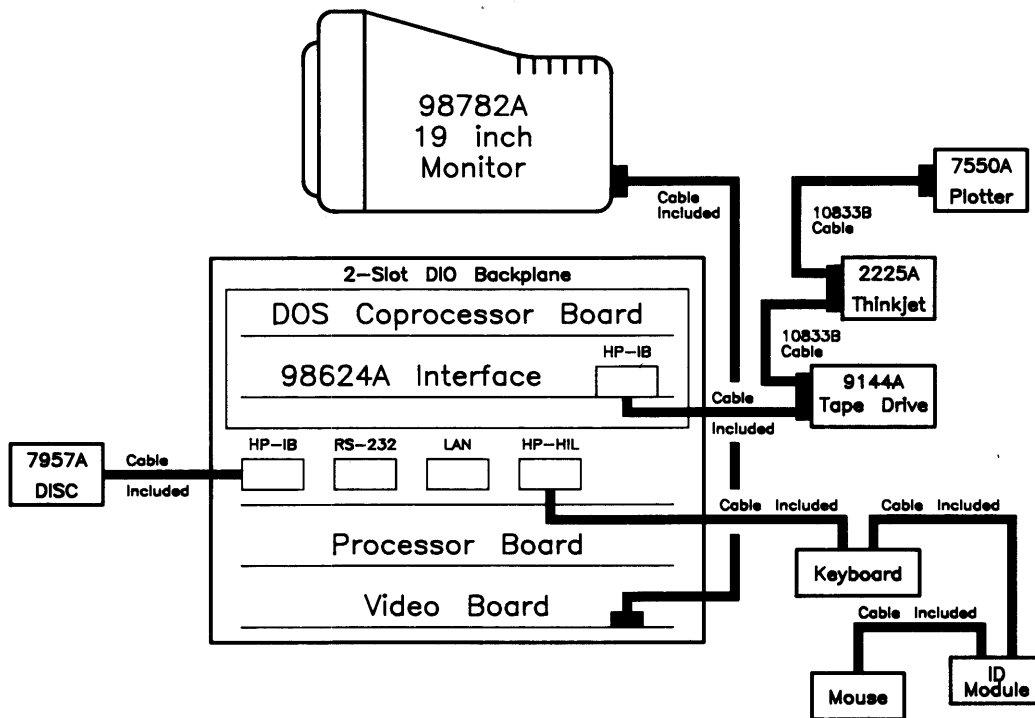 98782A
19 inch
Monitor
Cable
Included
7550A
Plotter
10833B
Cable
2225A
Thinkjet
10833B
Cable
9144A
Tape Drive
2-Slot DIO Backplane
DOS Coprocessor Board
HP-IB
98624A Interface
Cable
Included
HP-IB
RS-232
LAN
HP-HIL
7957A
DISC
Cable
Included
Cable Included
Cable Included
Processor Board
Keyboard
Video Board
Cable Included
Mouse
ID
Module